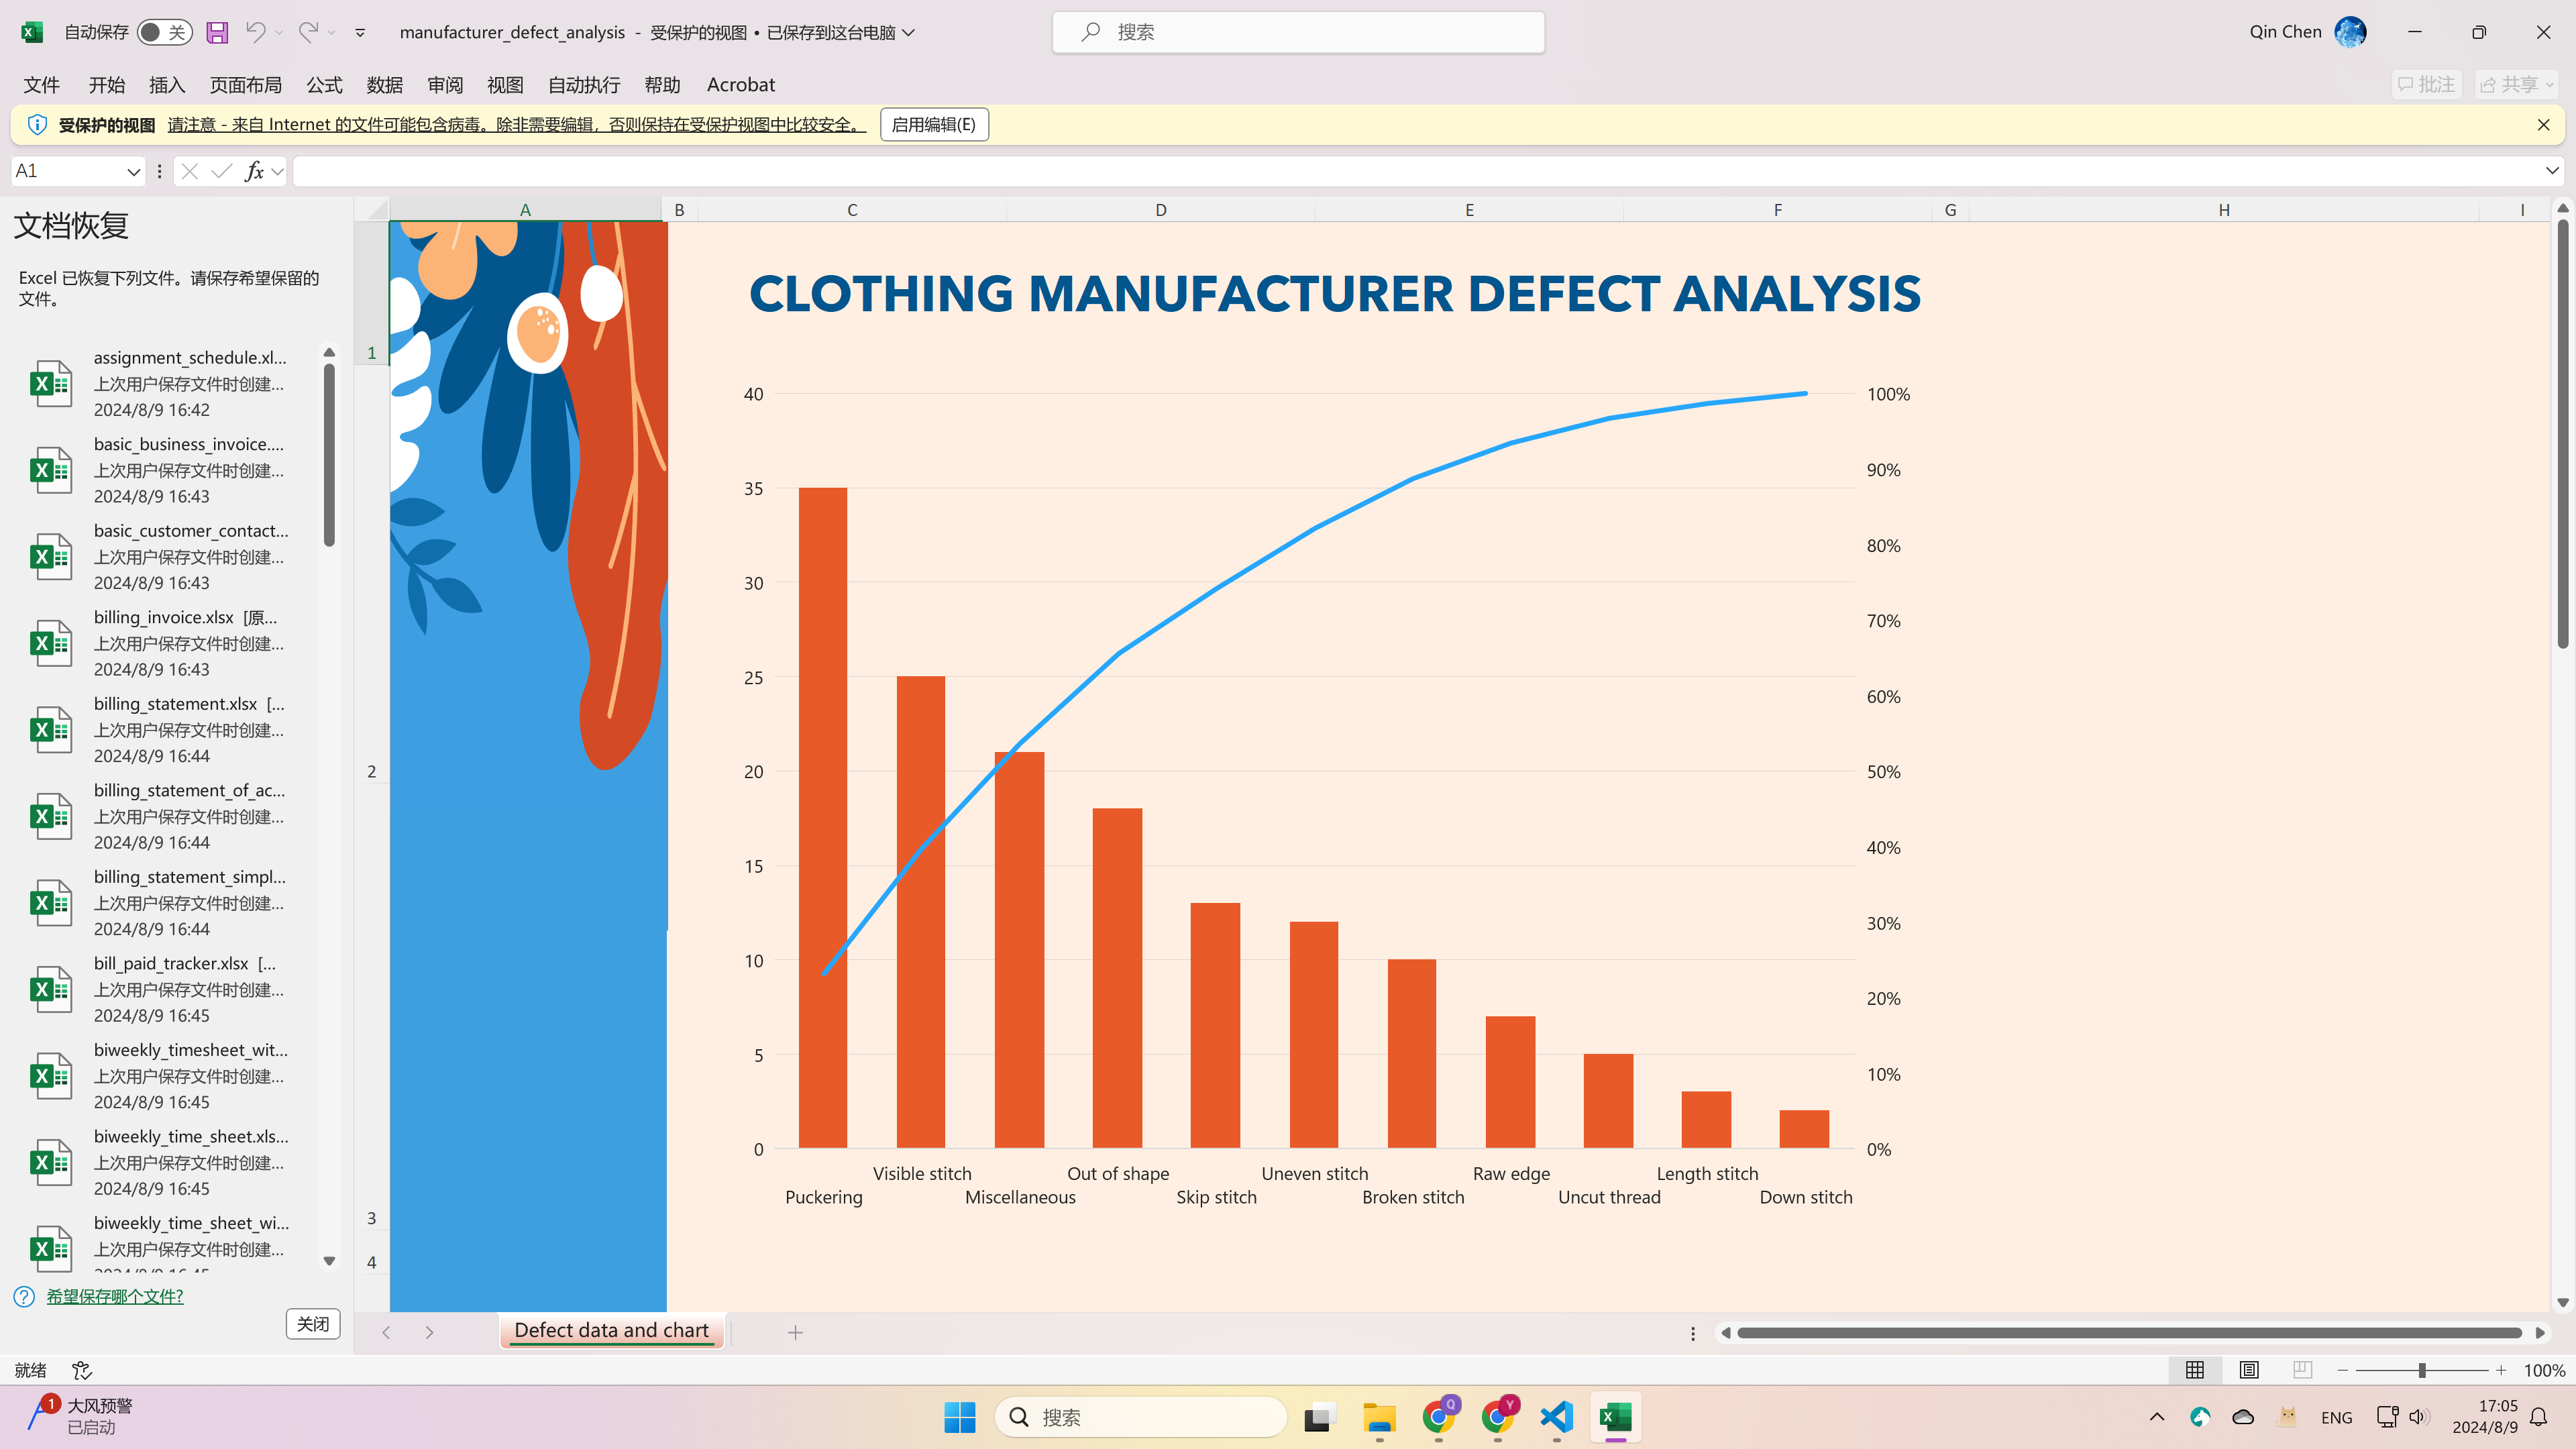 自动保存 关 manufacturer_defect_analysis - 受保护的视图 • 已保存到这台电脑
搜索
Qin Chen
文件 开始 插入 页面布局 公式 数据 审阅 视图 自动执行 帮助 Acrobat
批注 共享
受保护的视图 请注意 - 来自 Internet 的文件可能包含病毒。除非需要编辑，否则保持在受保护视图中比较安全。 启用编辑(E)
A1 fx
文档恢复
Excel 已恢复下列文件。请保存希望保留的
文件。
assignment_schedule.xl...
上次用户保存文件时创建...
2024/8/9 16:42
basic_business_invoice....
上次用户保存文件时创建...
2024/8/9 16:43
basic_customer_contact...
上次用户保存文件时创建...
2024/8/9 16:43
billing_invoice.xlsx [原...
上次用户保存文件时创建...
2024/8/9 16:43
billing_statement.xlsx [...
上次用户保存文件时创建...
2024/8/9 16:44
billing_statement_of_ac...
上次用户保存文件时创建...
2024/8/9 16:44
billing_statement_simpl...
上次用户保存文件时创建...
2024/8/9 16:44
bill_paid_tracker.xlsx [...
上次用户保存文件时创建...
2024/8/9 16:45
biweekly_timesheet_wit...
上次用户保存文件时创建...
2024/8/9 16:45
biweekly_time_sheet.xls...
上次用户保存文件时创建...
2024/8/9 16:45
biweekly_time_sheet_wi...
上次用户保存文件时创建...
2024/8/9 16:45
希望保存哪个文件?
关闭
A B C D E F G H I
1
2
3
4
CLOTHING MANUFACTURER DEFECT ANALYSIS
40 100%
35 90%
30 80%
25 70%
20 60%
15 50%
10 40%
5 30%
0 20%
10%
0%
Visible stitch Out of shape Uneven stitch Raw edge Length stitch
Puckering Miscellaneous Skip stitch Broken stitch Uncut thread Down stitch
Defect data and chart
就绪
100%
1 大风预警
已启动
搜索
Q Y
ENG
17:05
2024/8/9